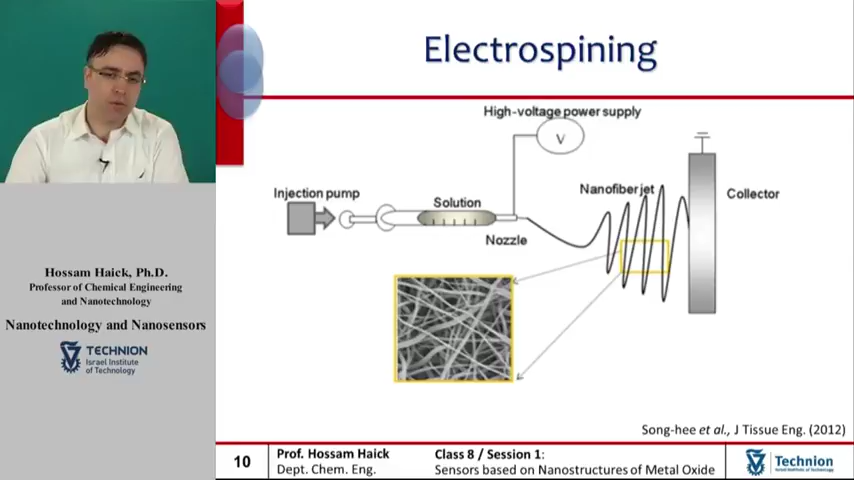 Electrospining
High-voltage power supply
V
Injection pump
Solution
Nanofiber jet
Collector
Nozzle
Hossam Haick, Ph.D.
Professor of Chemical Engineering
and Nanotechnology
Nanotechnology and Nanosensors
TECHNION
Israel Institute
of Technology
Song-hee et al., J Tissue Eng. (2012)
10
Prof. Hossam Haick
Dept. Chem. Eng.
Class 8 / Session 1:
Sensors based on Nanostructures of Metal Oxide
Technion
Israel Institute of Technology